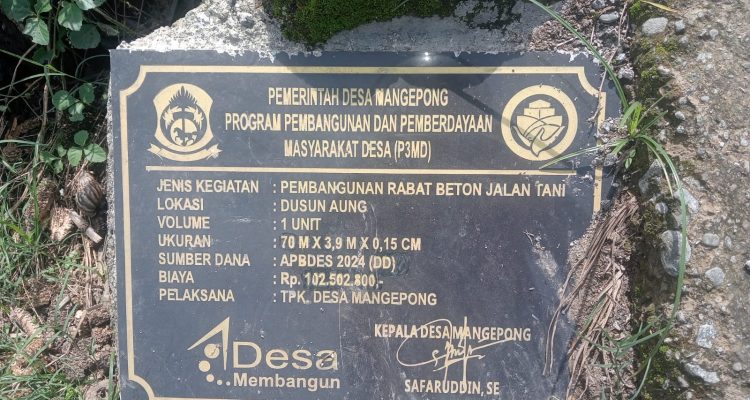 PEMERINTAH DESA MANGEPONG
PROGRAM PEMBANGUNAN DAN PEMBERDAYAAN
MASYARAKAT DESA (P3MD)
JENIS KEGIATAN : PEMBANGUNAN RABAT BETON JALAN TANI
LOKASI : DUSUN AUNG
VOLUME : 1 UNIT
UKURAN : 70 M X 3,9 M X 0,15 CM
SUMBER DANA : APBDES 2024 (DD)
BIAYA : Rp. 102.502.800,-
PELAKSANA : TPK. DESA MANGEPONG
KEPALA DESA MANGEPONG
Desa
Membangun
SAFARUDDIN, SE